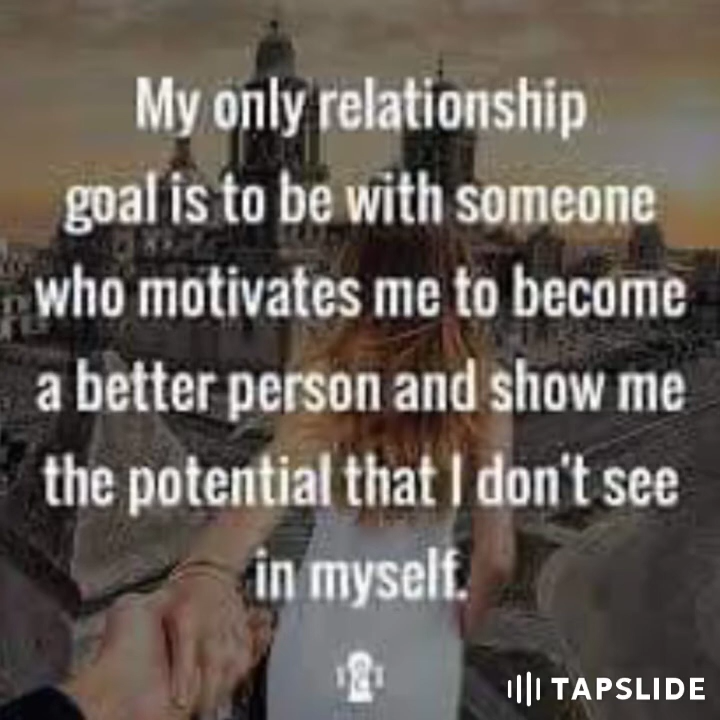 My only relationship
goal is to be with someone
who motivates me to become
a better person and show me
the potential that I don't see
in myself.
TAPSLIDE